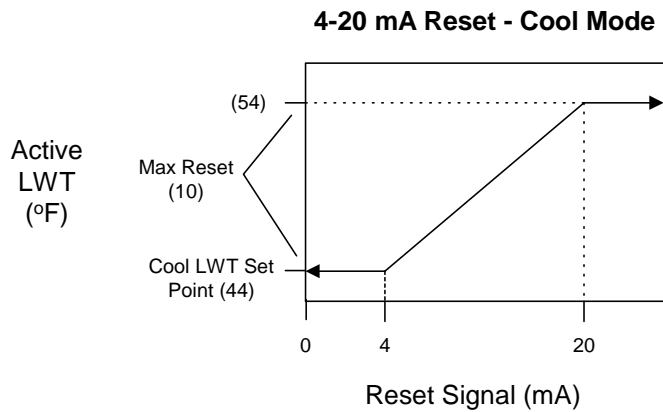 4-20 mA Reset - Cool Mode
(54)
Active
LWT
(ºF)
Max Reset
(10)
Cool LWT Set
Point (44)
0
4
20
Reset Signal (mA)